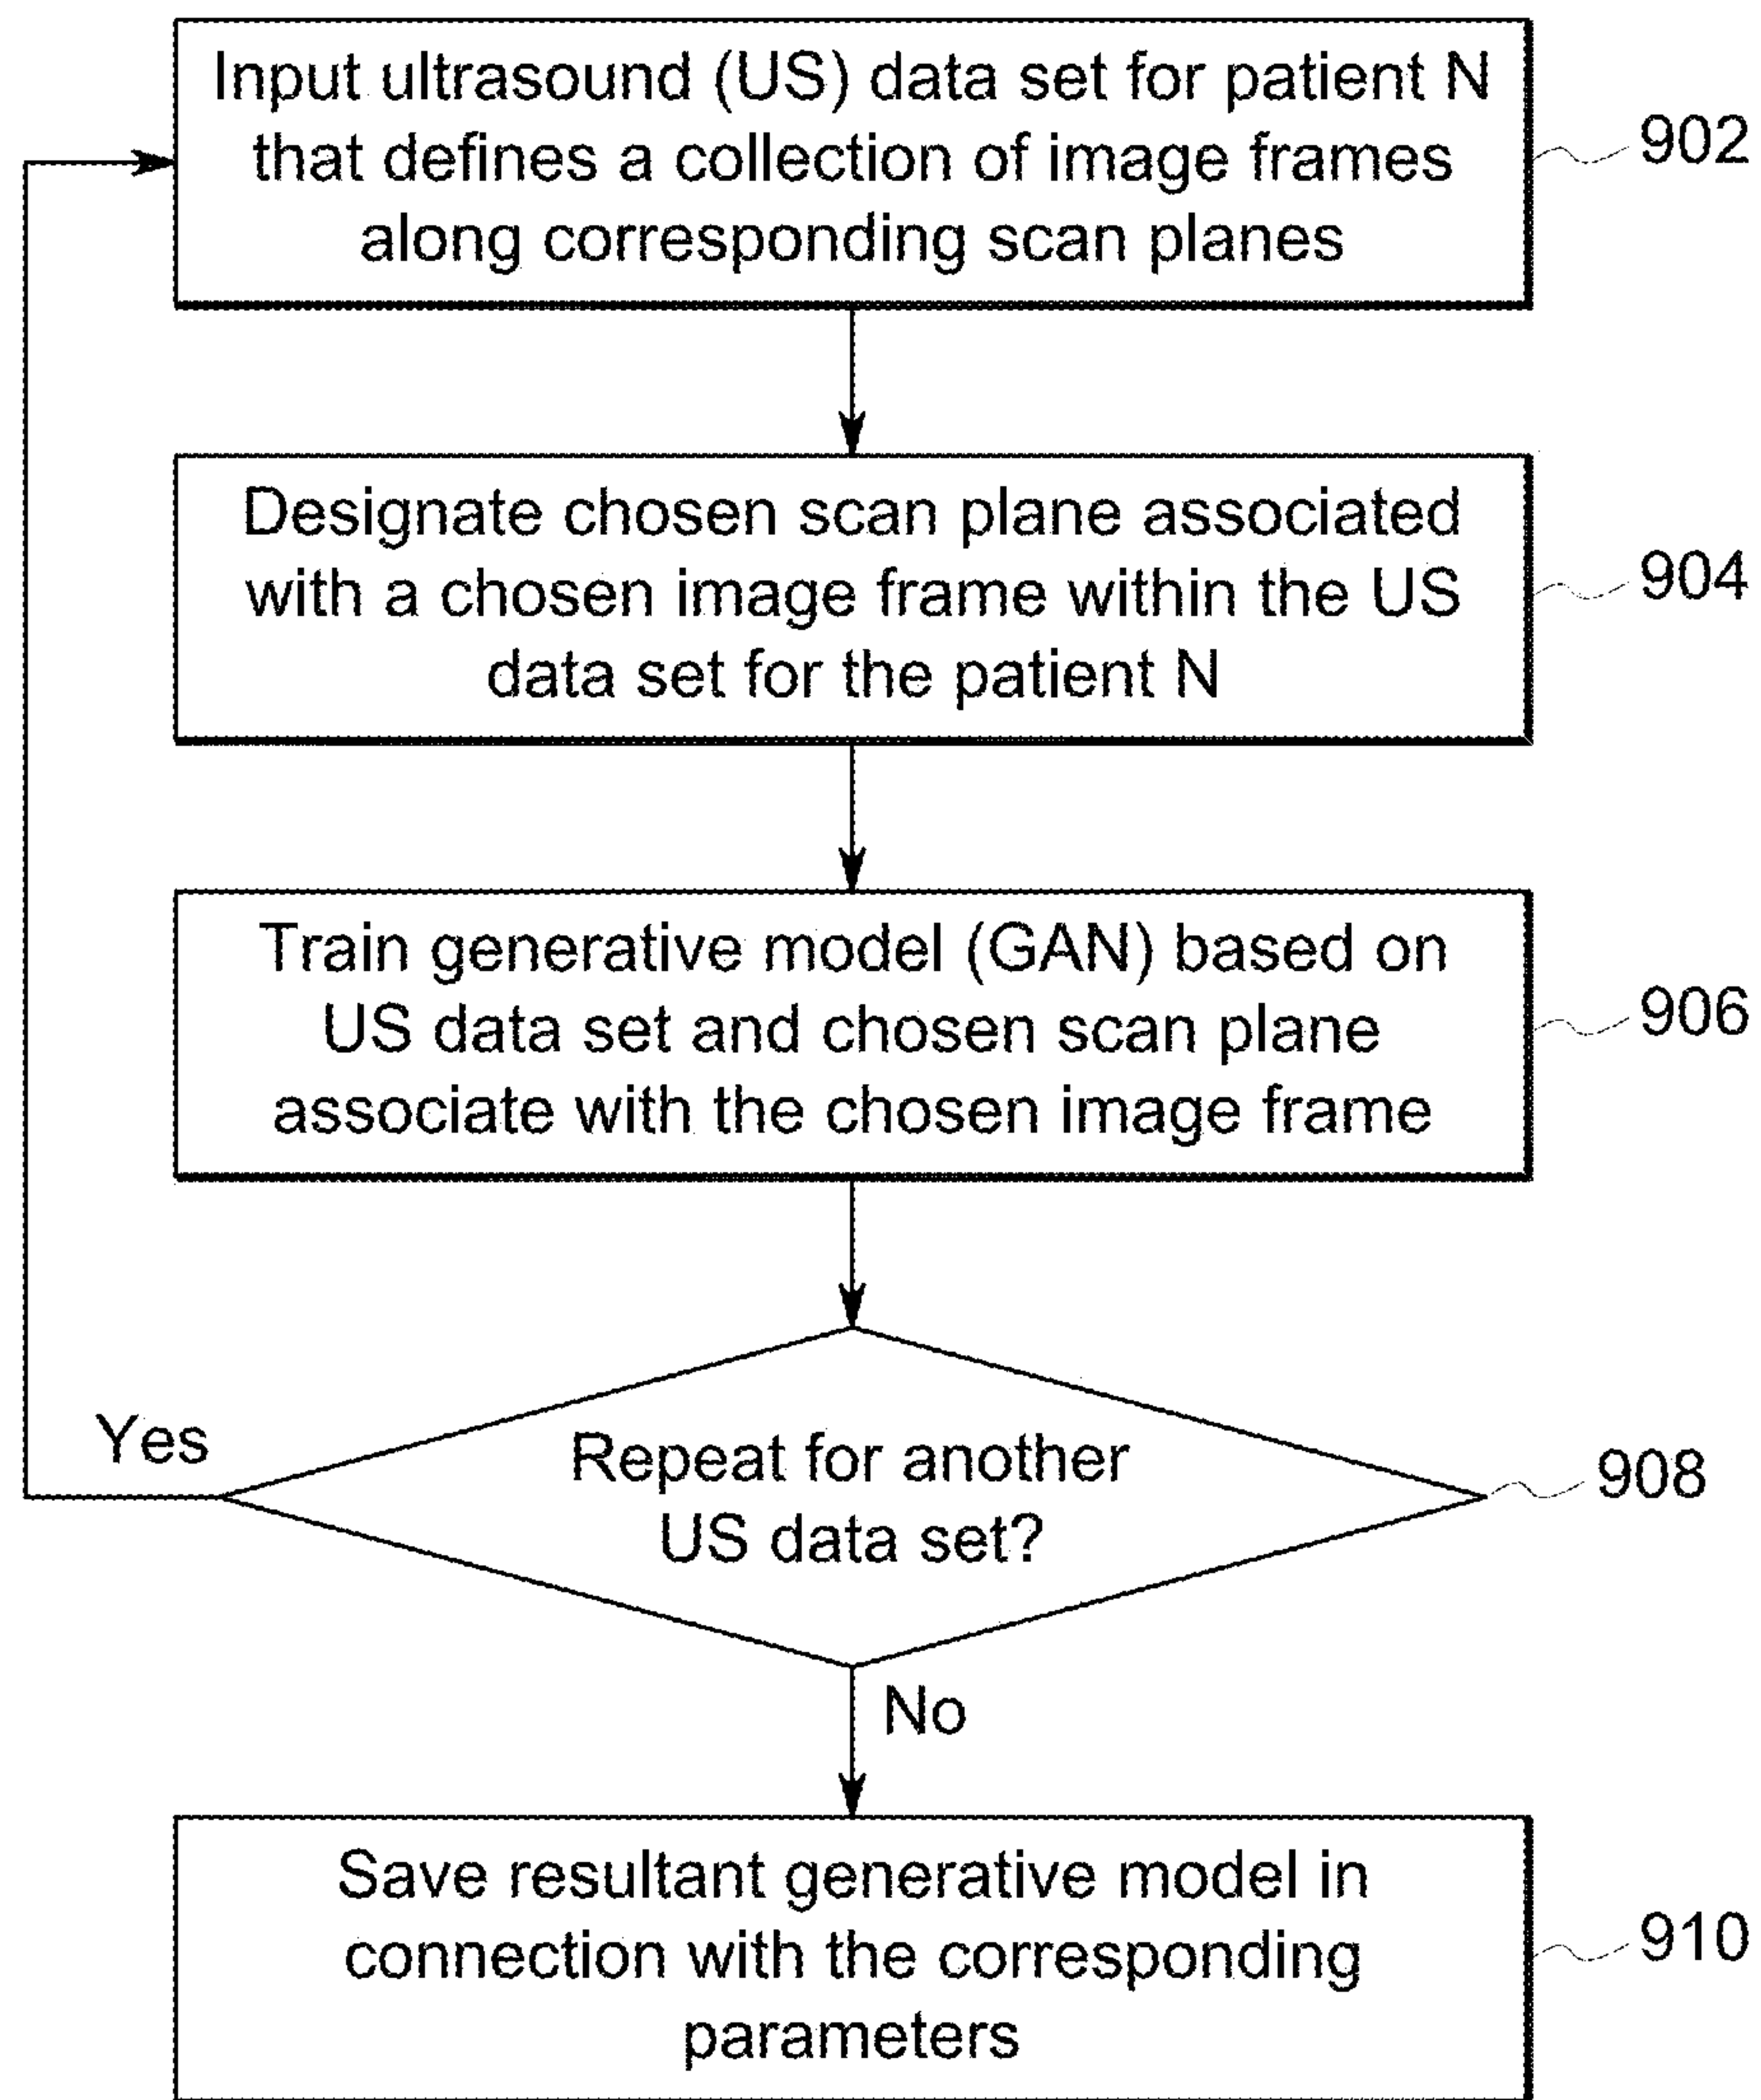 Input ultrasound (US) data set for patient N
that defines a collection of image frames
along corresponding scan planes
902
Designate chosen scan plane associated
with a chosen image frame within the US
data set for the patient N
904
Train generative model (GAN) based on
US data set and chosen scan plane
associate with the chosen image frame
906
Yes
Repeat for another
US data set?
908
No
Save resultant generative model in
connection with the corresponding
parameters
910